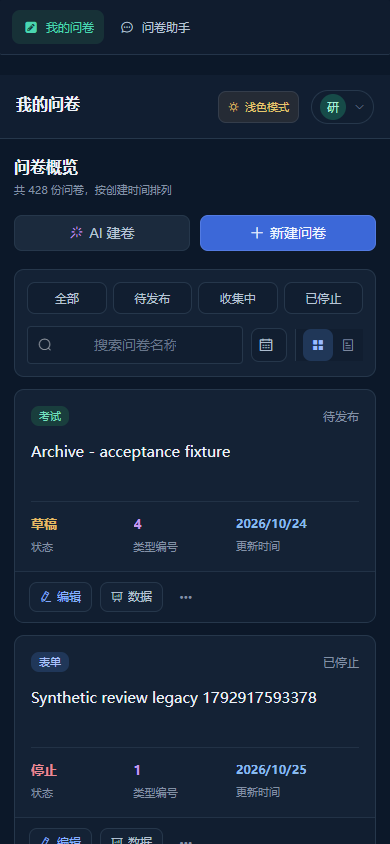 我的问卷 问卷助手
我的问卷 浅色模式 研
问卷概览
共 428 份问卷，按创建时间排列
AI 建卷 新建问卷
全部 待发布 收集中 已停止
搜索问卷名称
考试 待发布
Archive - acceptance fixture
草稿 4 2026/10/24
状态 类型编号 更新时间
编辑 数据
表单 已停止
Synthetic review legacy 1792917593378
停止 1 2026/10/25
状态 类型编号 更新时间
编辑 数据